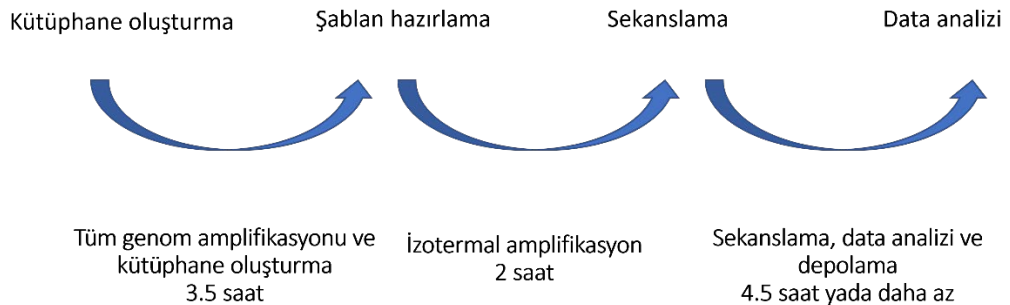 Kütüphane oluşturma
Şablan hazırlama
Sekanslama
Data analizi
Tüm genom amplifikasyonu ve
kütüphane oluşturma
3.5 saat
İzotermal amplifikasyon
2 saat
Sekanslama, data analizi ve
depolama
4.5 saat yada daha az